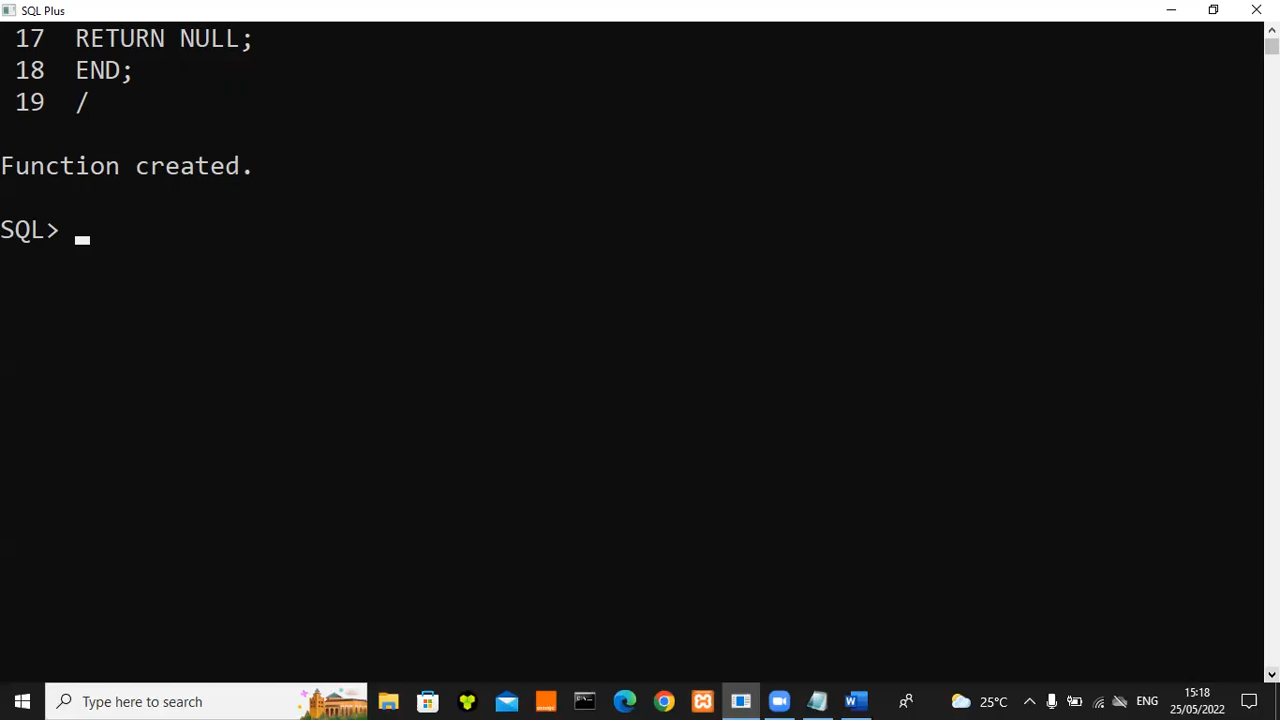 SQL Plus
17 RETURN NULL;
18 END;
19 /
Function created.
SQL>
Type here to search
25°C
ENG
15:18
25/05/2022